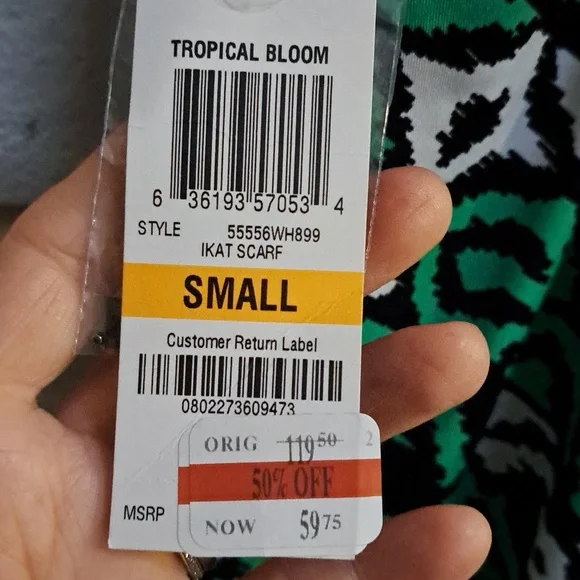 TROPICAL BLOOM
6 36193 57053 4
STYLE 55556WH899
IKAT SCARF
SMALL
Customer Return Label
0802273609473
ORIG 119 50 2
50% OFF
MSRP NOW 59 75